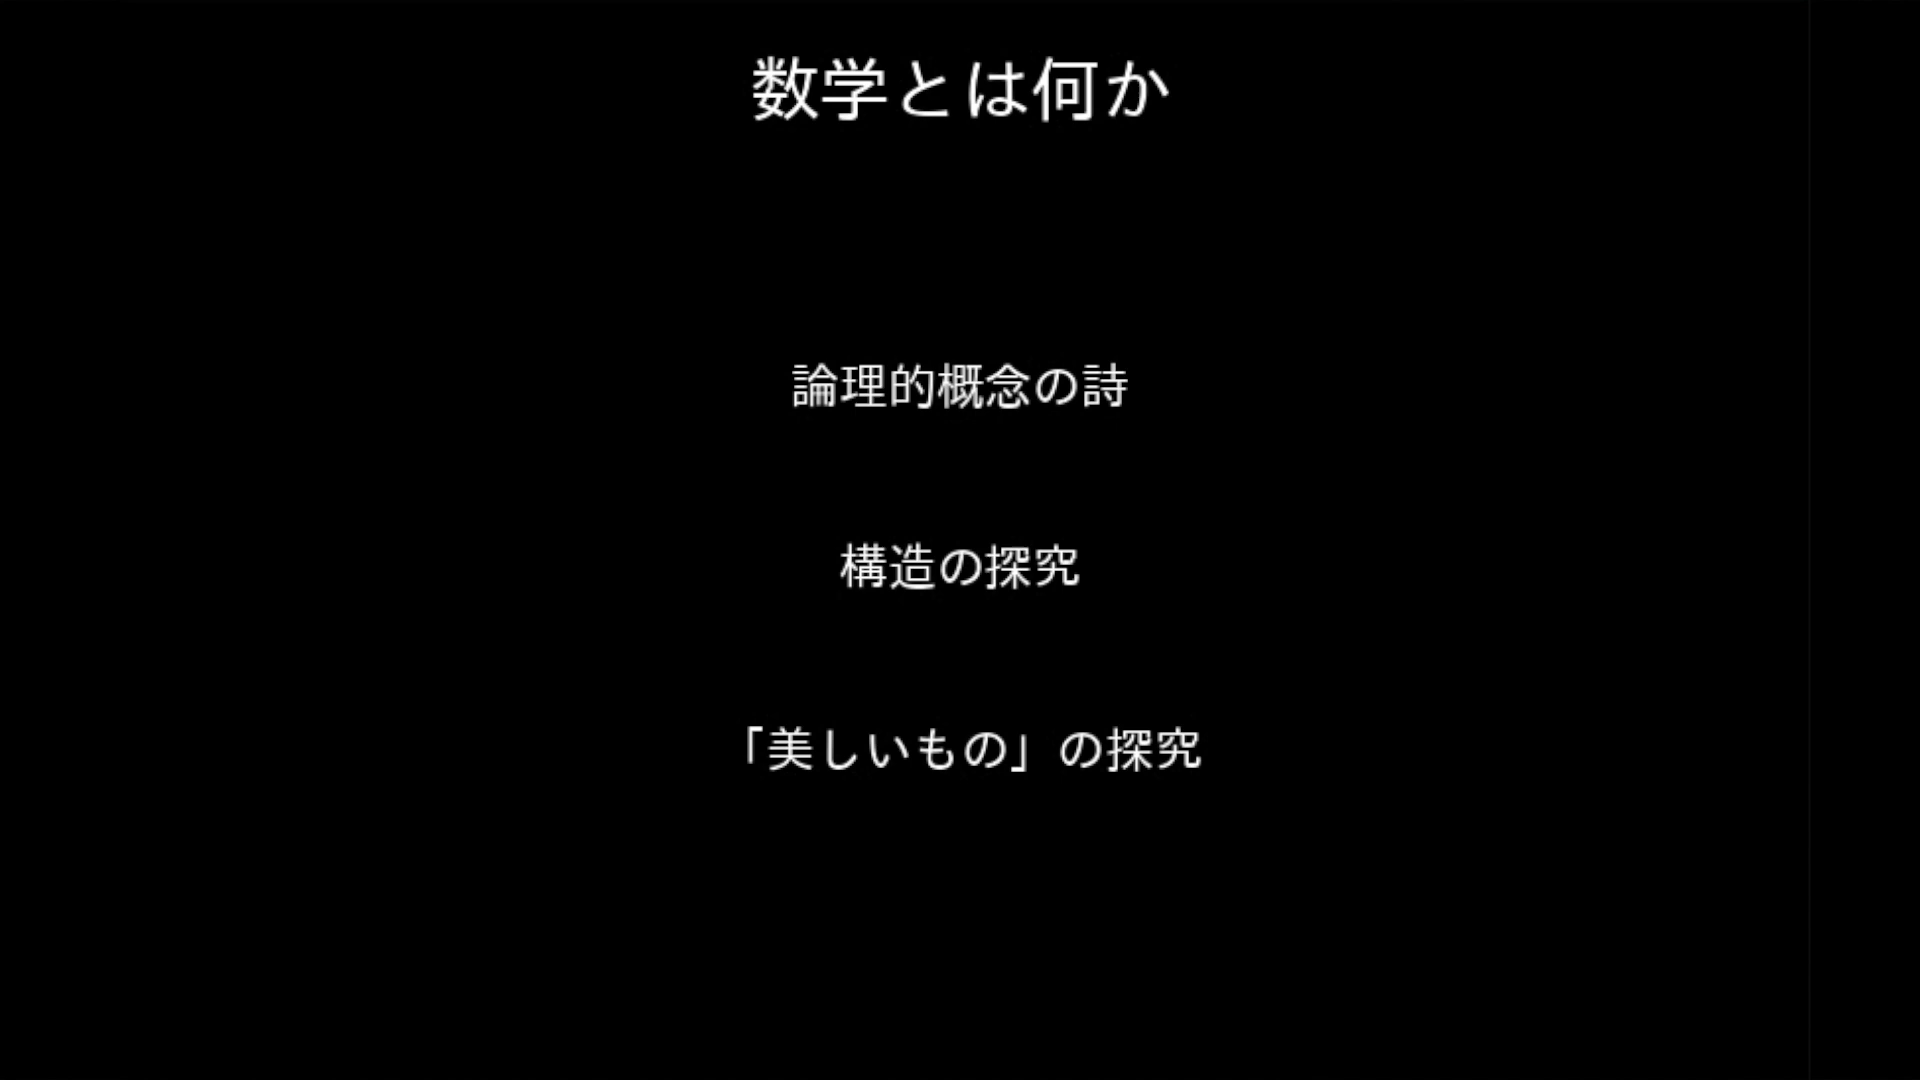 数学とは何か
論理的概念の詩
構造の探究
「美しいもの」の探究